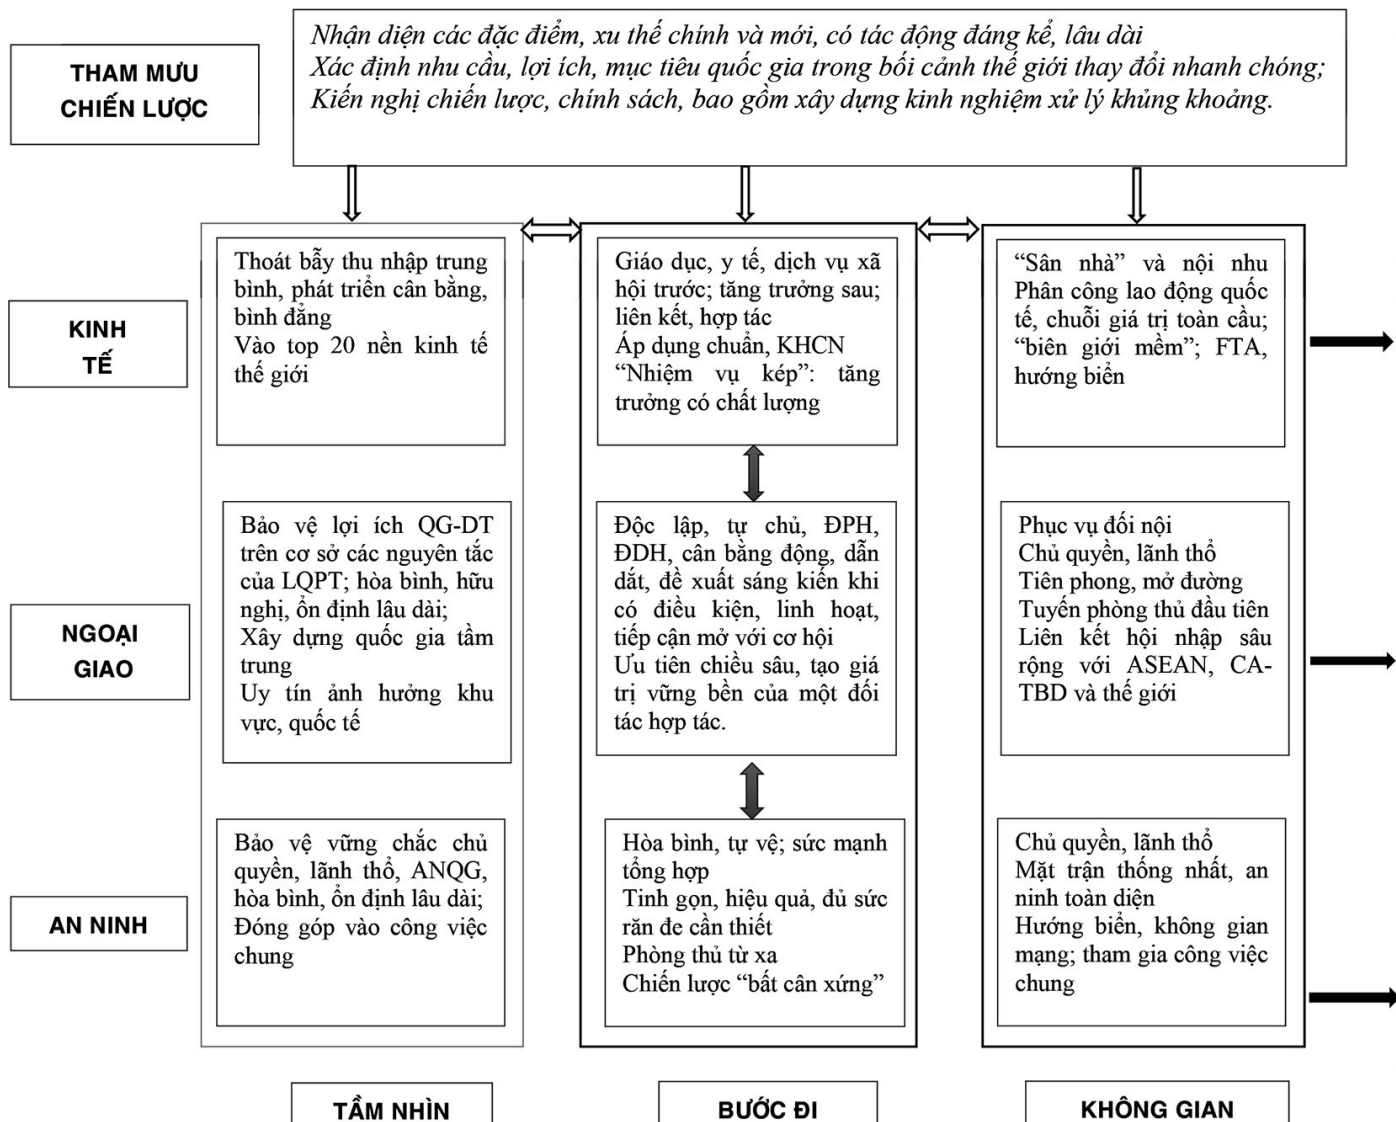 THAM MƯU
CHIẾN LƯỢC
Nhận diện các đặc điểm, xu thế chính và mới, có tác động đáng kể, lâu dài
Xác định nhu cầu, lợi ích, mục tiêu quốc gia trong bối cảnh thế giới thay đổi nhanh chóng;
Kiến nghị chiến lược, chính sách, bao gồm xây dựng kinh nghiệm xử lý khủng khoảng.
KINH
TẾ
Thoát bẫy thu nhập trung
bình, phát triển cân bằng,
bình đẳng
Vào top 20 nền kinh tế
thế giới
Giáo dục, y tế, dịch vụ xã
hội trước; tăng trưởng sau;
liên kết, hợp tác
Áp dụng chuẩn, KHCN
“Nhiệm vụ kép”: tăng
trưởng có chất lượng
“Sân nhà” và nội nhu
Phân công lao động quốc
tế, chuỗi giá trị toàn cầu;
“biên giới mềm”; FTA,
hướng biển
NGOẠI
GIAO
Bảo vệ lợi ích QG-DT
trên cơ sở các nguyên tắc
của LQPT; hòa bình, hữu
nghị, ổn định lâu dài;
Xây dựng quốc gia tầm
trung
Uy tín ảnh hưởng khu
vực, quốc tế
Độc lập, tự chủ, ĐPH,
ĐDH, cân bằng động, dẫn
dắt, đề xuất sáng kiến khi
có điều kiện, linh hoạt,
tiếp cận mở với cơ hội
Ưu tiên chiều sâu, tạo giá
trị vững bền của một đối
tác hợp tác.
Phục vụ đối nội
Chủ quyền, lãnh thổ
Tiên phong, mở đường
Tuyến phòng thủ đầu tiên
Liên kết hội nhập sâu
rộng với ASEAN, CA-
TBD và thế giới
AN NINH
Bảo vệ vững chắc chủ
quyền, lãnh thổ, ANQG,
hòa bình, ổn định lâu dài;
Đóng góp vào công việc
chung
Hòa bình, tự vệ; sức mạnh
tổng hợp
Tinh gọn, hiệu quả, đủ sức
răn đe cần thiết
Phòng thủ từ xa
Chiến lược “bất cân xứng”
Chủ quyền, lãnh thổ
Mặt trận thống nhất, an
ninh toàn diện
Hướng biển, không gian
mạng; tham gia công việc
chung
TẦM NHÌN
BƯỚC ĐI
KHÔNG GIAN